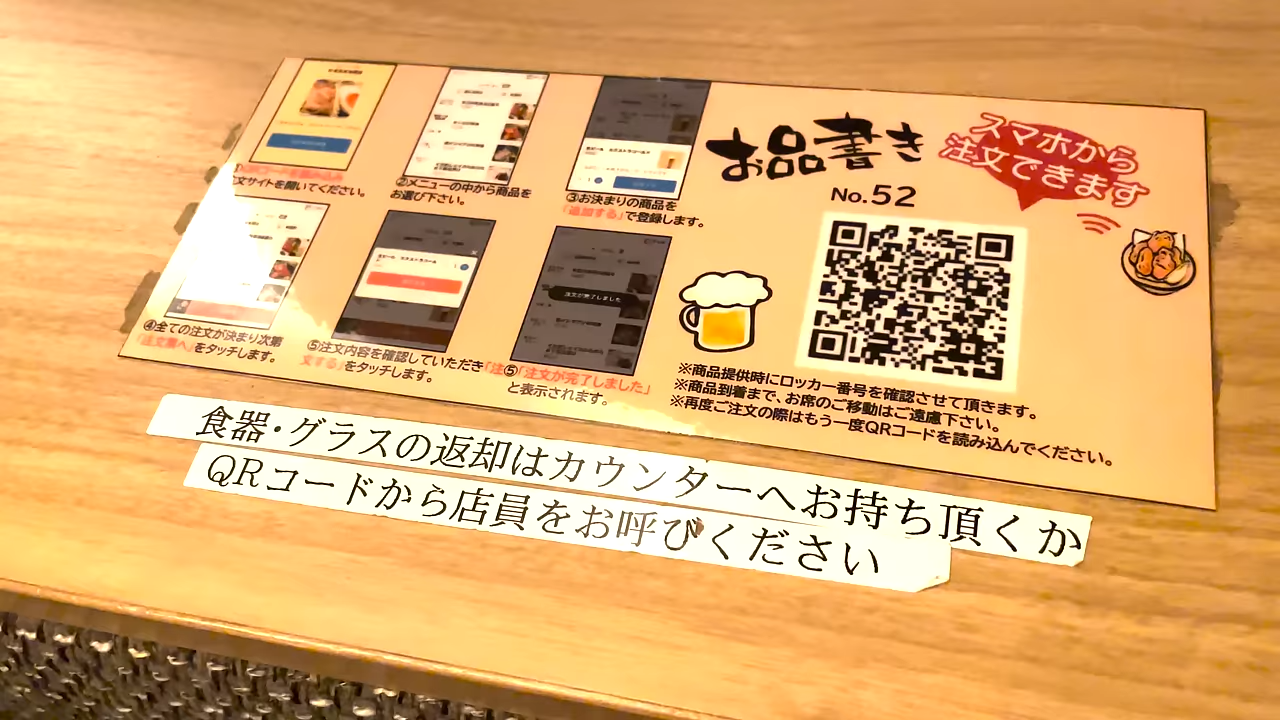 お品書き
No.52
スマホから
注文できます
文サイトを開いてください。
②メニューの中から商品を
お選び下さい。
③お決まりの商品を
「追加する」で登録します。
④全ての注文が決まり次第
「注文案へ」をタッチします。
⑤注文内容を確認していただき「注
文する」をタッチします。
注文が完了しました
⑤「注文が完了しました」
と表示されます。
※商品提供時にロッカー番号を確認させて頂きます。
※商品到着まで、お席のご移動はご遠慮下さい。
※再度ご注文の際はもう一度QRコードを読み込んでください。
食器・グラスの返却はカウンターへお持ち頂くか
QRコードから店員をお呼びください